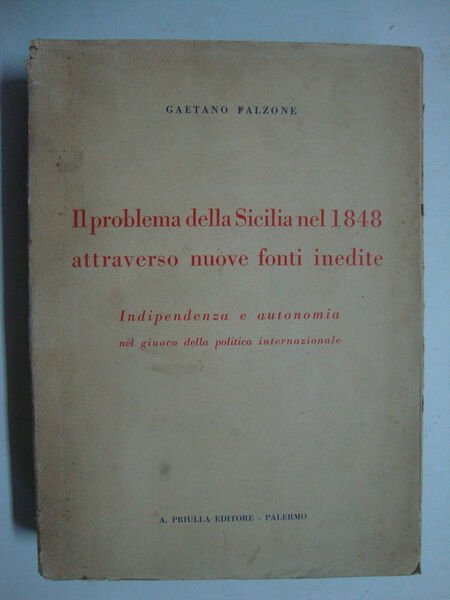 GAETANO FALZONE
Il problema della Sicilia nel 1848
attraverso nuove fonti inedite
Indipendenza e autonomia
nel giuoco della politica internazionale
A. PRIULLA EDITORE - PALERMO